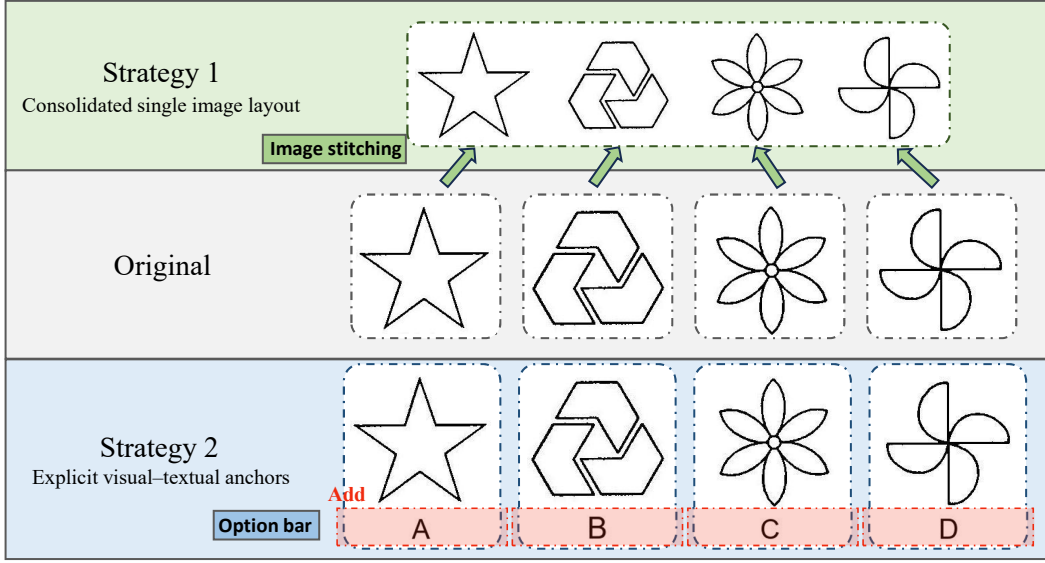 Strategy 1
Consolidated single image layout
Image stitching
Original
Strategy 2
Explicit visual–textual anchors
Add
Option bar
A B C D